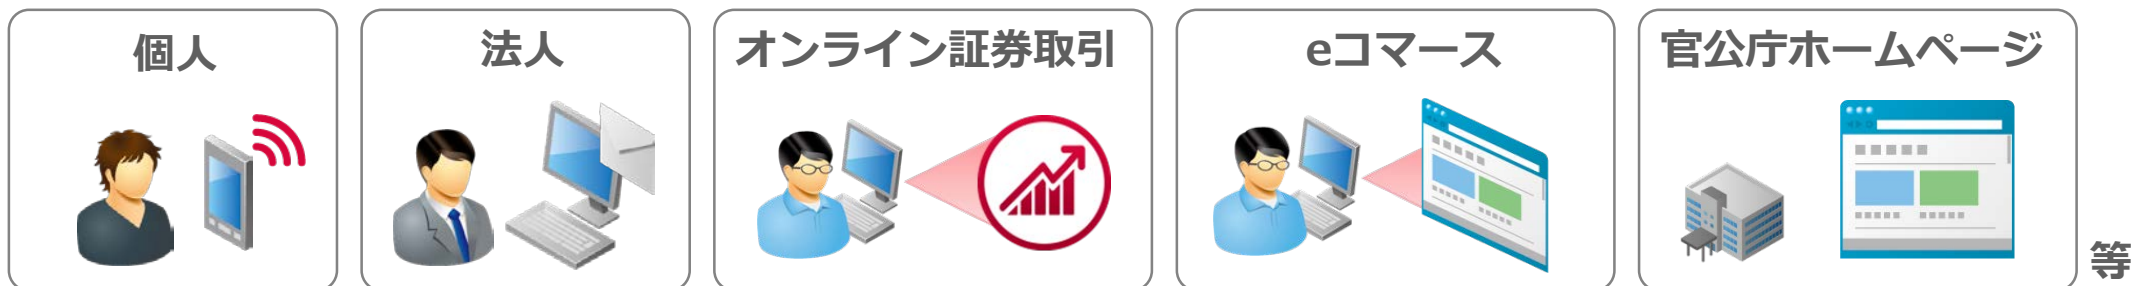 個人
法人
オンライン証券取引
eコマース
官公庁ホームページ
等